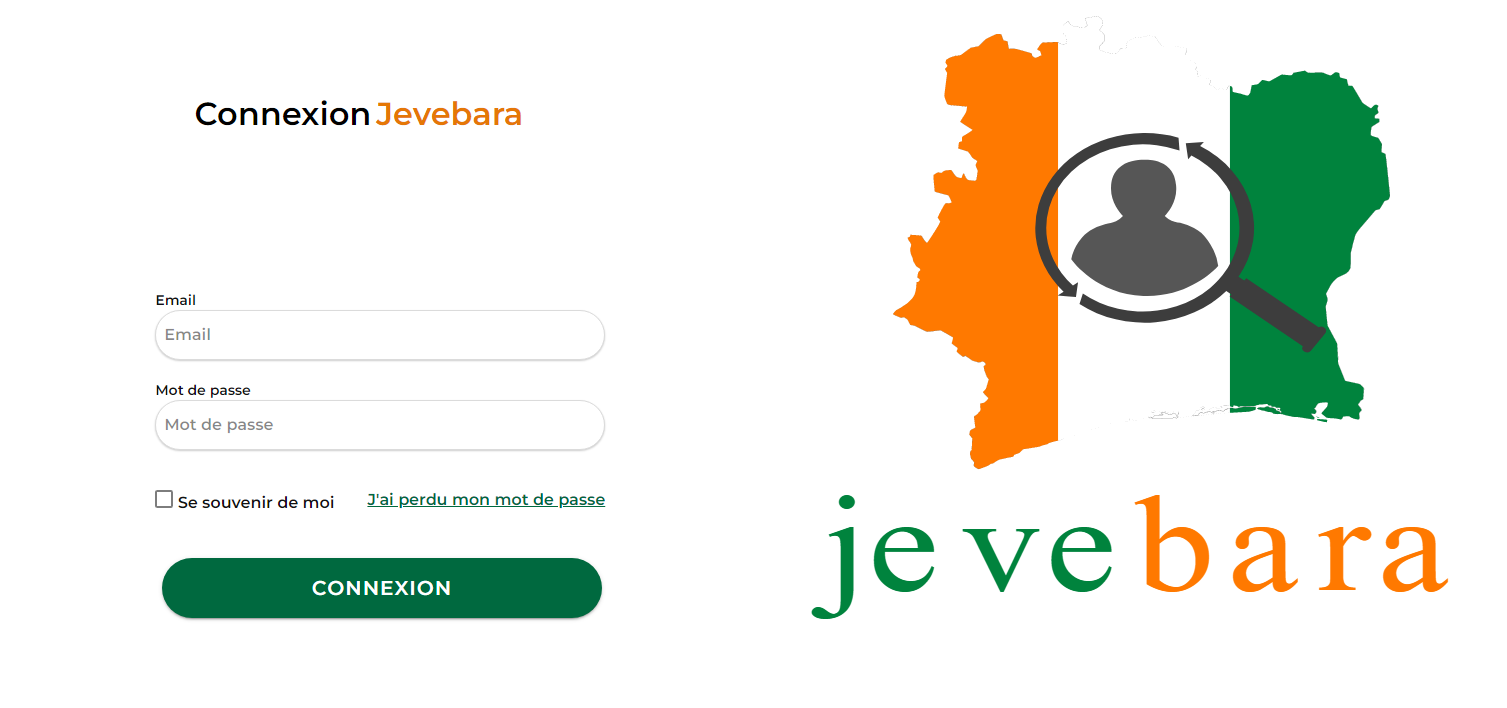 Connexion Jevebara
Email
Email
Mot de passe
Mot de passe
Se souvenir de moi J'ai perdu mon mot de passe
CONNEXION
jevebara